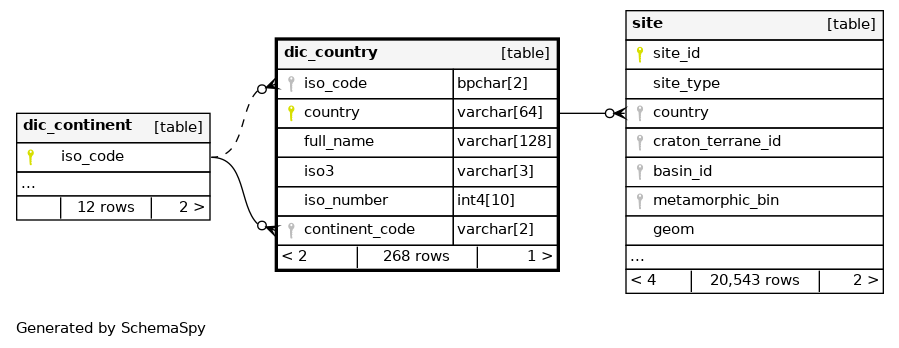 dic_continent [table]
iso_code
...
12 rows 2 >
dic_country [table]
iso_code bpchar[2]
country varchar[64]
full_name varchar[128]
iso3 varchar[3]
iso_number int4[10]
continent_code varchar[2]
< 2 268 rows 1 >
site [table]
site_id
site_type
country
craton_terrane_id
basin_id
metamorphic_bin
geom
...
< 4 20,543 rows 2 >
Generated by SchemaSpy